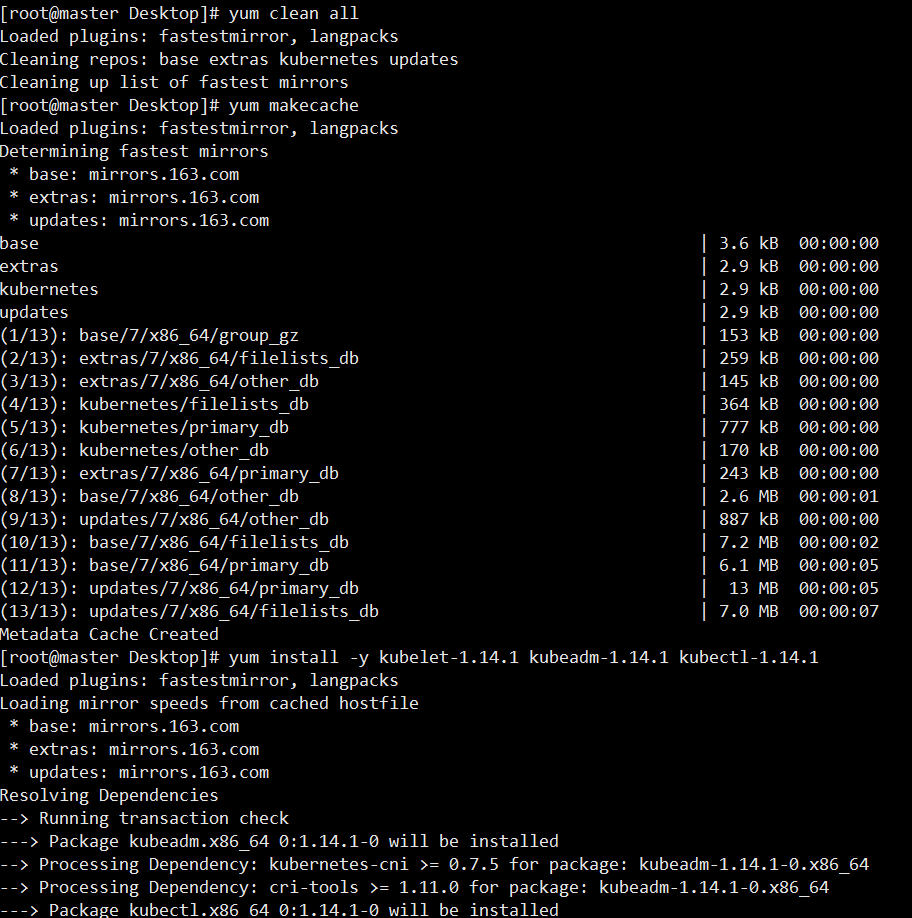 [root@master Desktop]# yum clean all
Loaded plugins: fastestmirror, langpacks
Cleaning repos: base extras kubernetes updates
Cleaning up list of fastest mirrors
[root@master Desktop]# yum makecache
Loaded plugins: fastestmirror, langpacks
Determining fastest mirrors
 * base: mirrors.163.com
 * extras: mirrors.163.com
 * updates: mirrors.163.com
base | 3.6 kB 00:00:00
extras | 2.9 kB 00:00:00
kubernetes | 2.9 kB 00:00:00
updates | 2.9 kB 00:00:00
(1/13): base/7/x86_64/group_gz | 153 kB 00:00:00
(2/13): extras/7/x86_64/filelists_db | 259 kB 00:00:00
(3/13): extras/7/x86_64/other_db | 145 kB 00:00:00
(4/13): kubernetes/filelists_db | 364 kB 00:00:00
(5/13): kubernetes/primary_db | 777 kB 00:00:00
(6/13): kubernetes/other_db | 170 kB 00:00:00
(7/13): extras/7/x86_64/primary_db | 243 kB 00:00:00
(8/13): base/7/x86_64/other_db | 2.6 MB 00:00:01
(9/13): updates/7/x86_64/other_db | 887 kB 00:00:00
(10/13): base/7/x86_64/filelists_db | 7.2 MB 00:00:02
(11/13): base/7/x86_64/primary_db | 6.1 MB 00:00:05
(12/13): updates/7/x86_64/primary_db | 13 MB 00:00:05
(13/13): updates/7/x86_64/filelists_db | 7.0 MB 00:00:07
Metadata Cache Created
[root@master Desktop]# yum install -y kubelet-1.14.1 kubeadm-1.14.1 kubectl-1.14.1
Loaded plugins: fastestmirror, langpacks
Loading mirror speeds from cached hostfile
 * base: mirrors.163.com
 * extras: mirrors.163.com
 * updates: mirrors.163.com
Resolving Dependencies
--> Running transaction check
---> Package kubeadm.x86_64 0:1.14.1-0 will be installed
--> Processing Dependency: kubernetes-cni >= 0.7.5 for package: kubeadm-1.14.1-0.x86_64
--> Processing Dependency: cri-tools >= 1.11.0 for package: kubeadm-1.14.1-0.x86_64
---> Package kubectl.x86_64 0:1.14.1-0 will be installed